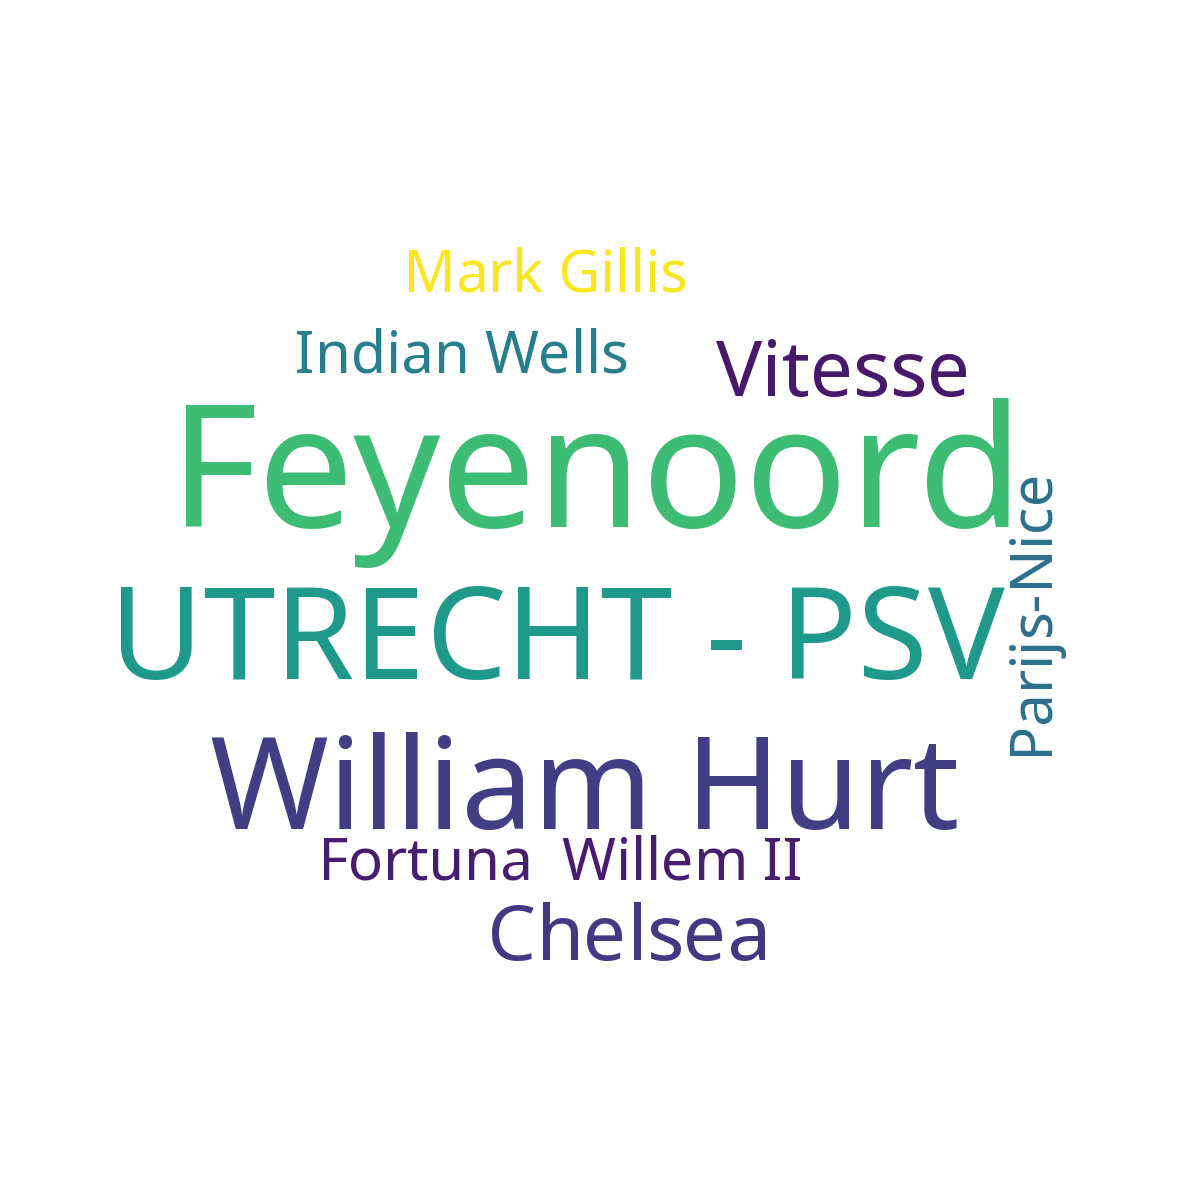 Mark Gillis
Indian Wells
Vitesse
Feyenoord
Parijs-Nice
UTRECHT - PSV
William Hurt
Fortuna  Willem II
Chelsea